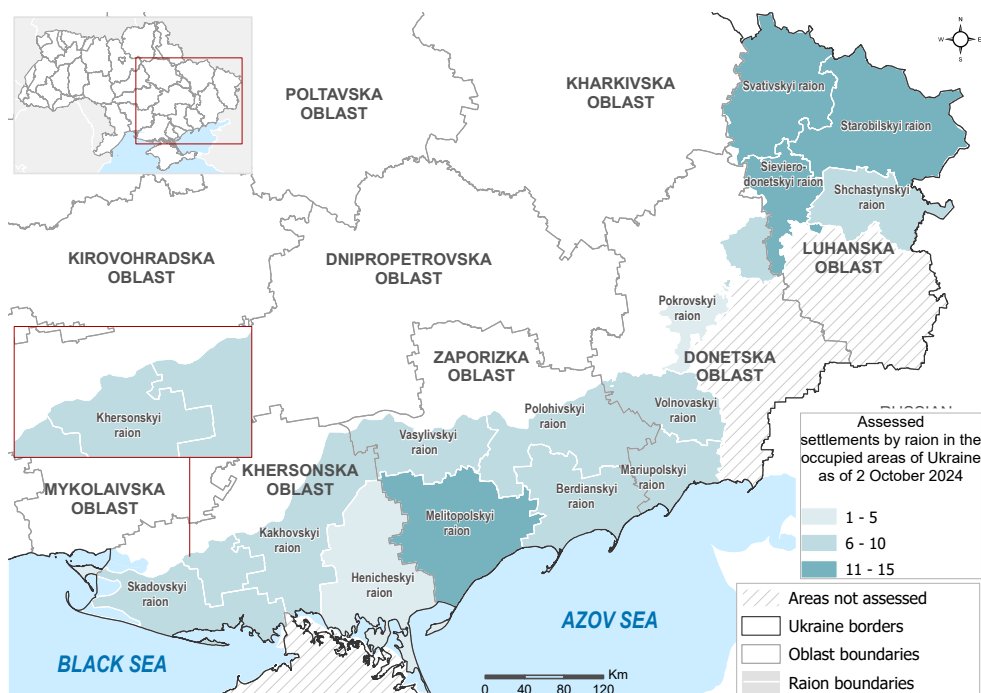 N
W E
S
POLTAVSKA
OBLAST
KHARKIVSKA
OBLAST
Svativskyi raion
Starobilskyi raion
Sieviero-
donetskyi raion
Shchastynskyi
raion
KIROVOHRADSKA
OBLAST
DNIPROPETROVSKA
OBLAST
LUHANSKA
OBLAST
Pokrovskyi
raion
ZAPORIZKA
OBLAST
DONETSKA
OBLAST
Khersonskyi
raion
Volnovaskyi
raion
Polohivskyi
raion
Vasylivskyi
raion
RUSSIAN
KHERSONSKA
OBLAST
Mariupolskyi
raion
MYKOLAIVSKA
OBLAST
Berdianskyi
raion
Melitopolskyi
raion
Kakhovskyi
raion
Skadovskyi
raion
Henicheskyi
raion
AZOV SEA
BLACK SEA
Km
0 20 40 80 120
Assessed
settlements by raion in the
occupied areas of Ukraine
as of 2 October 2024
1 - 5
6 - 10
11 - 15
Areas not assessed
Ukraine borders
Oblast boundaries
Raion boundaries